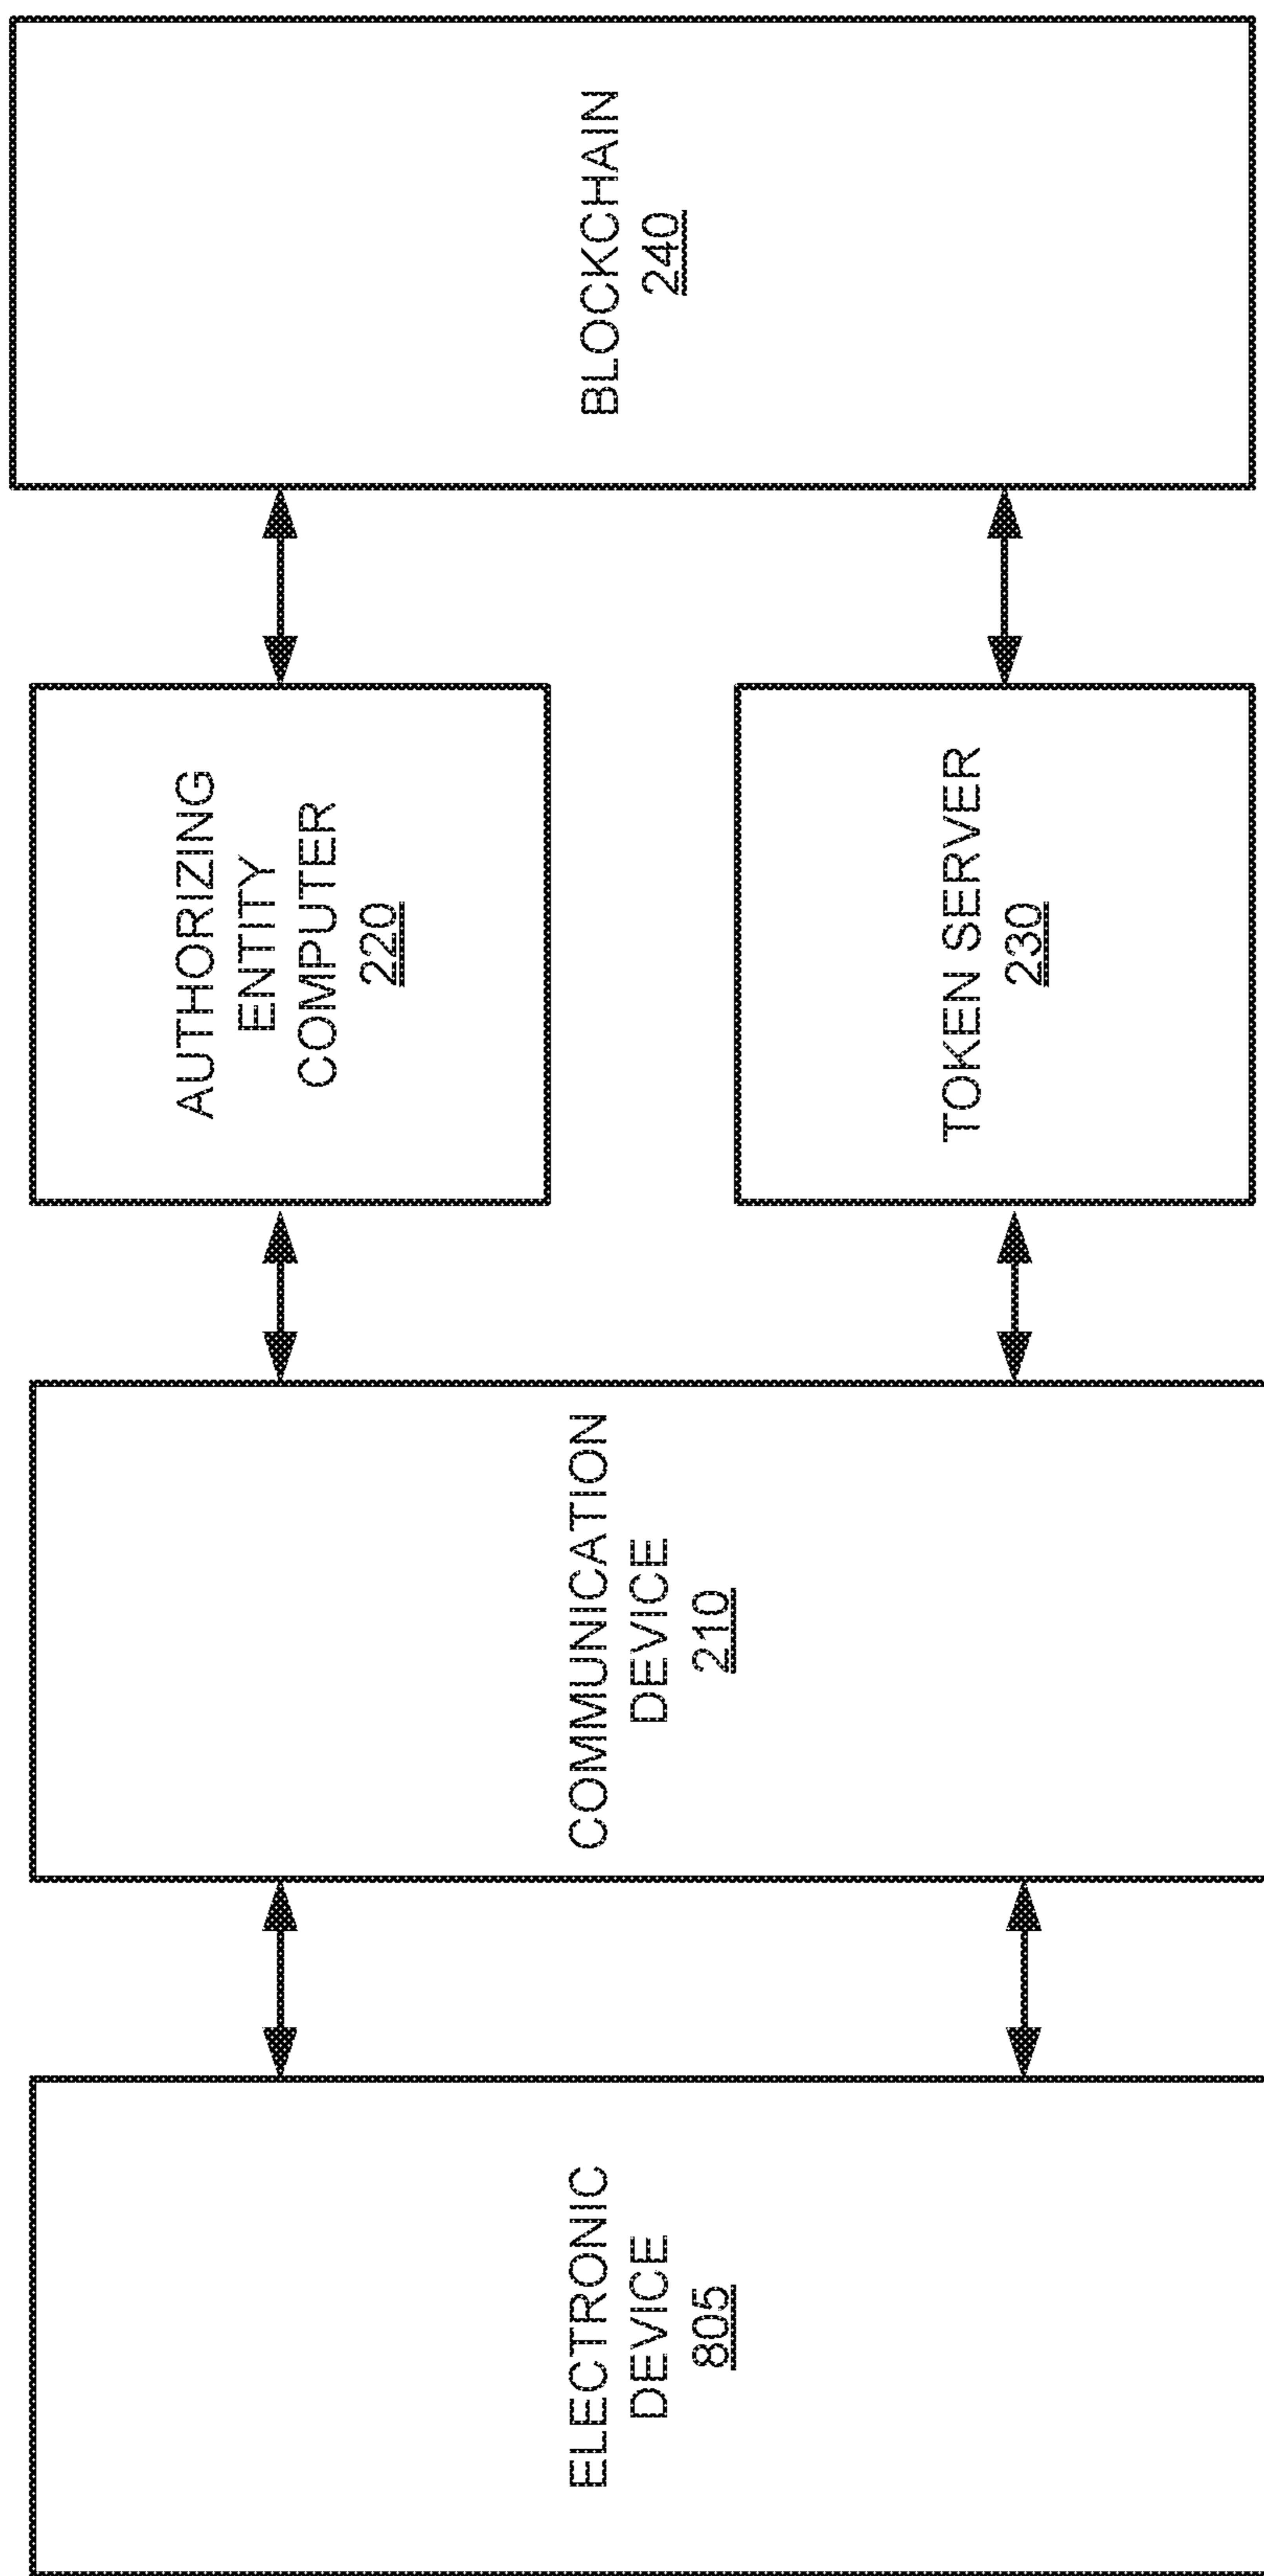 ELECTRONIC
DEVICE
805
COMMUNICATION
DEVICE
210
AUTHORIZING
ENTITY
COMPUTER
220
TOKEN SERVER
230
BLOCKCHAIN
240